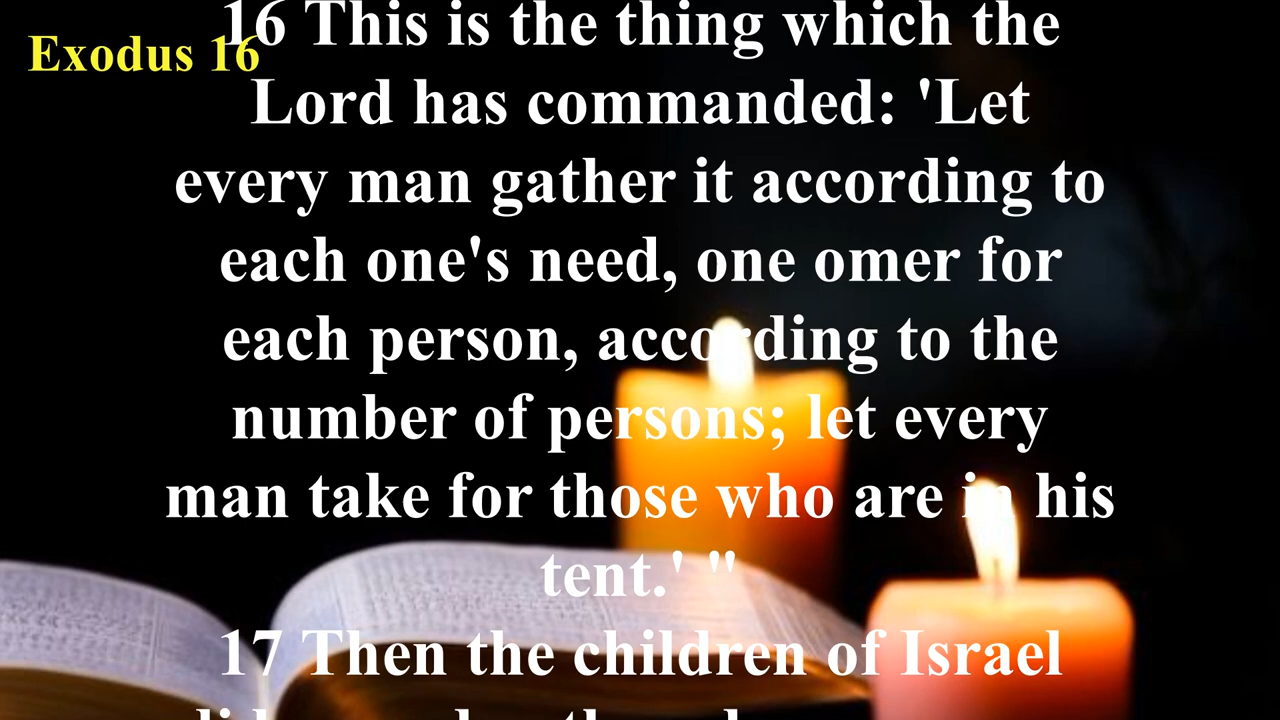 Exodus 16
16 This is the thing which the
Lord has commanded: 'Let
every man gather it according to
each one's need, one omer for
each person, according to the
number of persons; let every
man take for those who are in his
tent.' "
17 Then the children of Israel